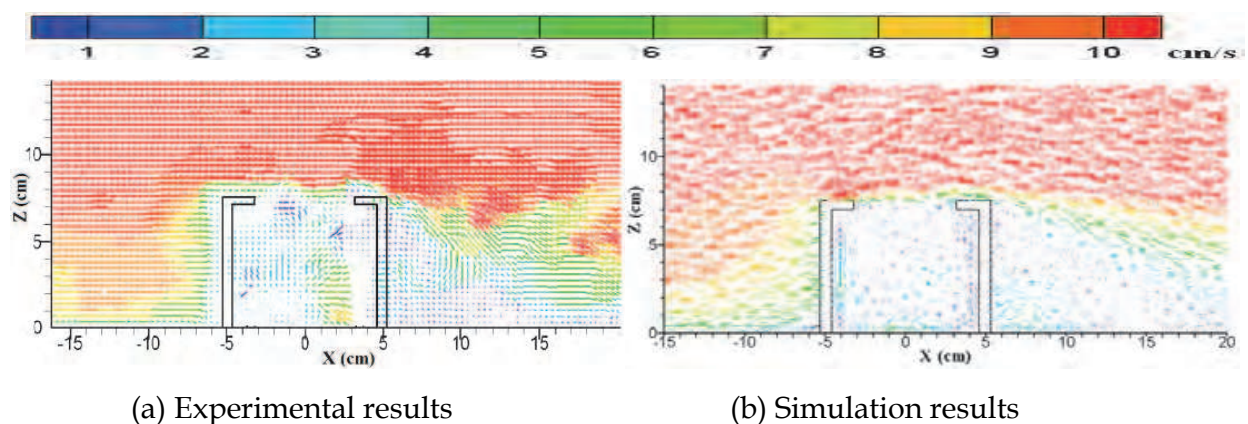 1 2 3 4 5 6 7 8 9 10 cm/s
10
5
0
Z (cm)
-15 -10 -5 0 5 10 15
X (cm)
10
5
0
Z (cm)
-15 -10 -5 0 5 10 15 20
X (cm)
(a) Experimental results
(b) Simulation results